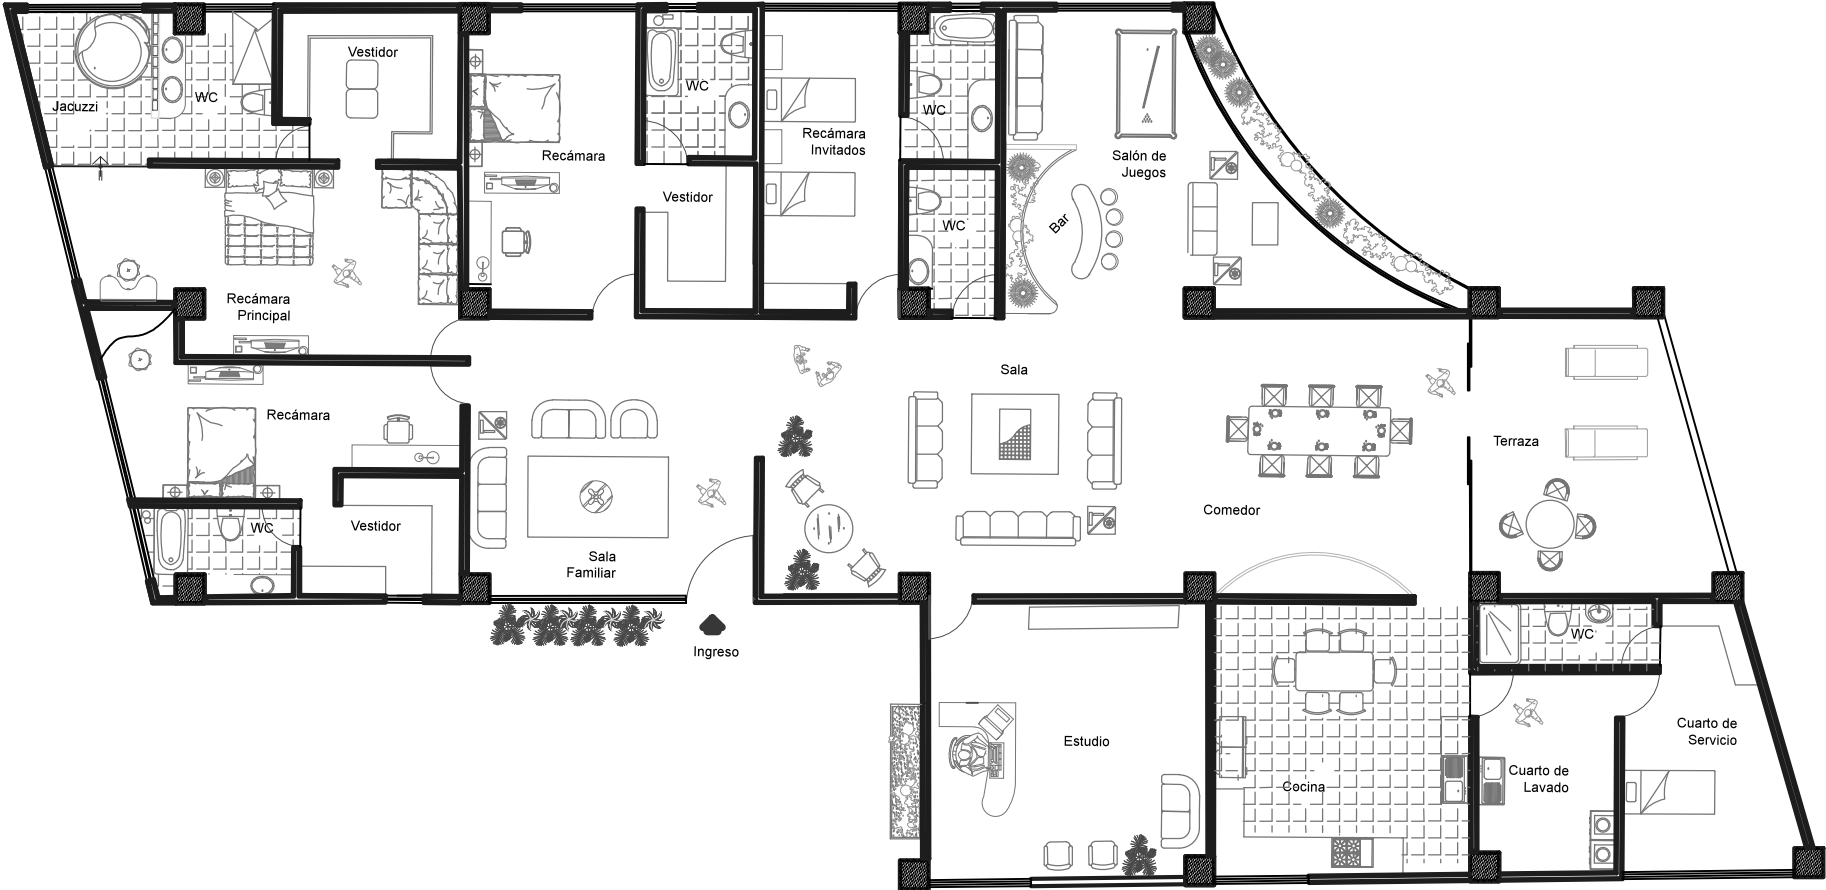 Vestidor
Jacuzzi
WC
WC
WC
Recámara
Invitados
Recámara
Salón de
Juegos
Vestidor
Bar
WC
Recámara
Principal
Sala
Recámara
Terraza
Comedor
Vestidor
WC
Sala
Familiar
Ingreso
WC
Estudio
Cuarto de
Servicio
Cuarto de
Lavado
Cocina